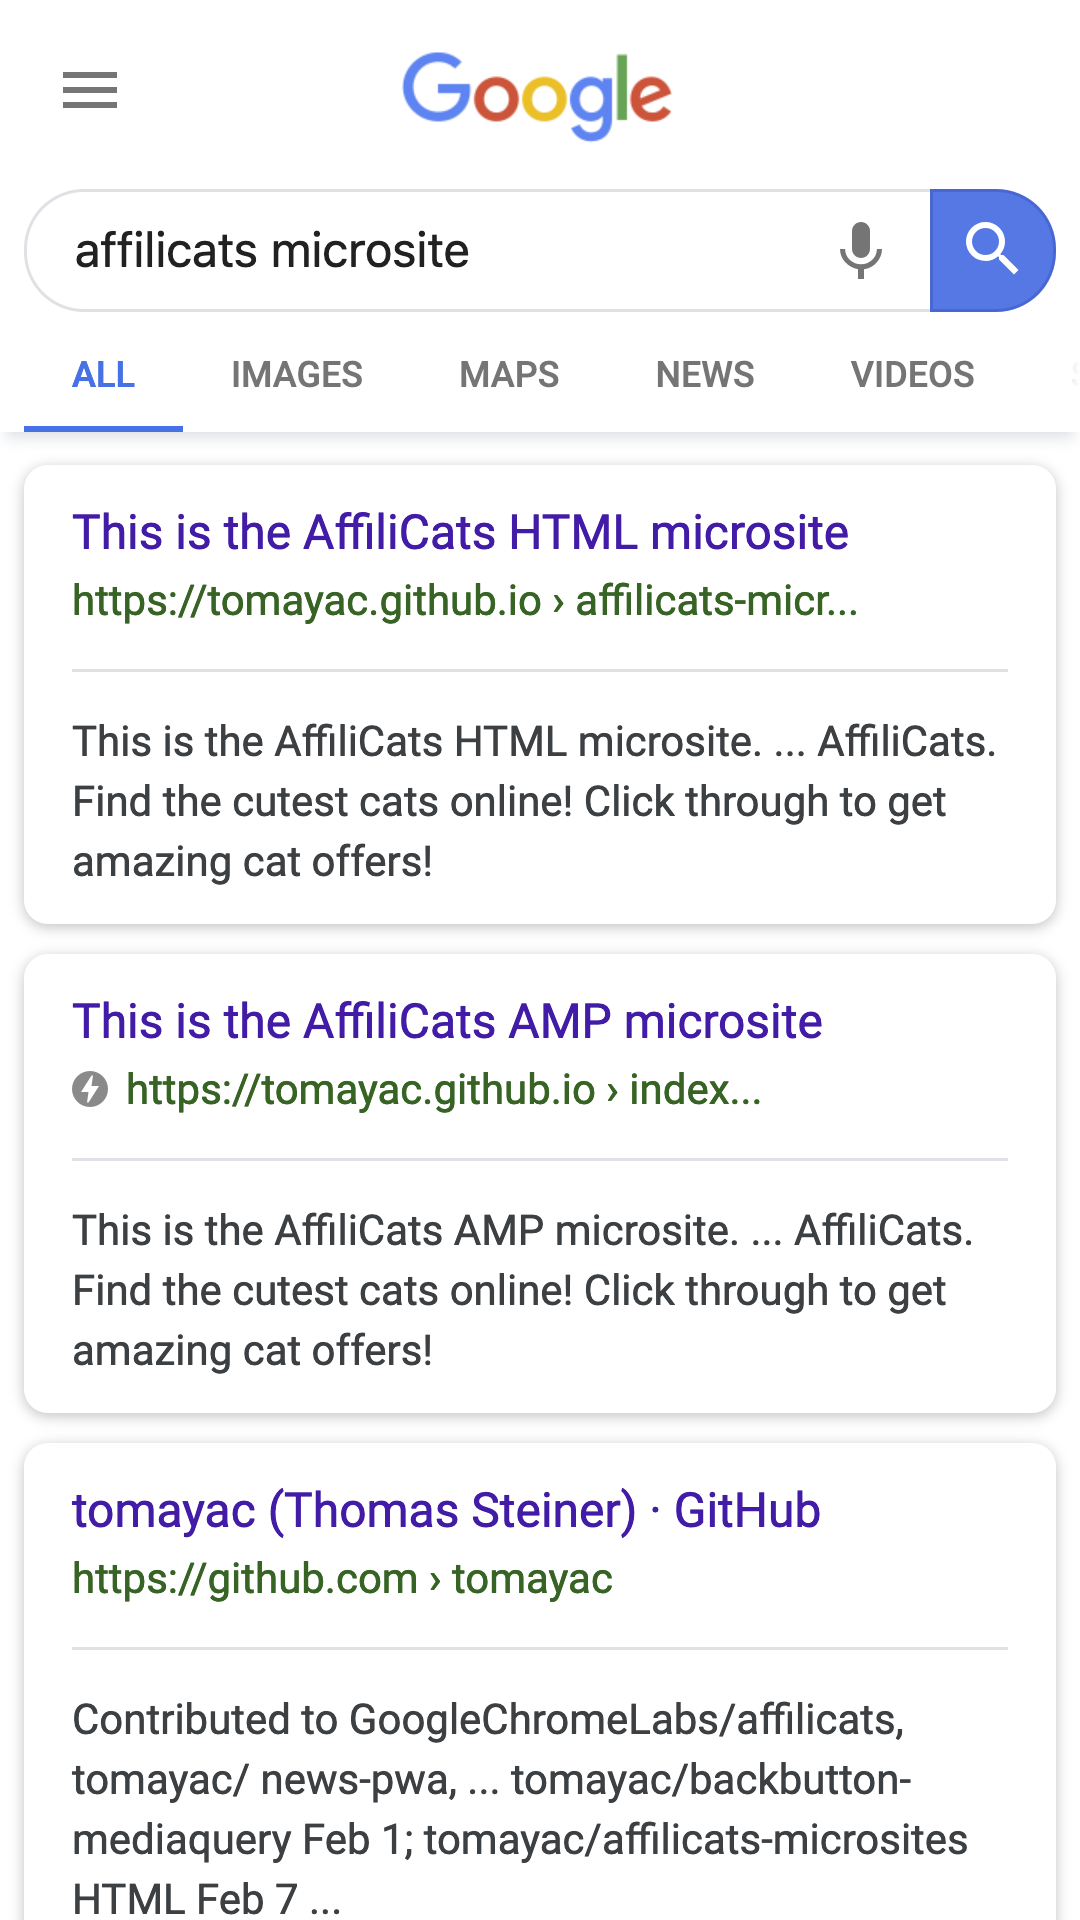 Google
affilicats microsite
ALL IMAGES MAPS NEWS VIDEOS
This is the AffiliCats HTML microsite
https://tomayac.github.io › affilicats-micr...
This is the AffiliCats HTML microsite. ... AffiliCats.
Find the cutest cats online! Click through to get
amazing cat offers!
This is the AffiliCats AMP microsite
https://tomayac.github.io › index...
This is the AffiliCats AMP microsite. ... AffiliCats.
Find the cutest cats online! Click through to get
amazing cat offers!
tomayac (Thomas Steiner) · GitHub
https://github.com › tomayac
Contributed to GoogleChromeLabs/affilicats,
tomayac/ news-pwa, ... tomayac/backbutton-
mediaquery Feb 1; tomayac/affilicats-microsites
HTML Feb 7 ...